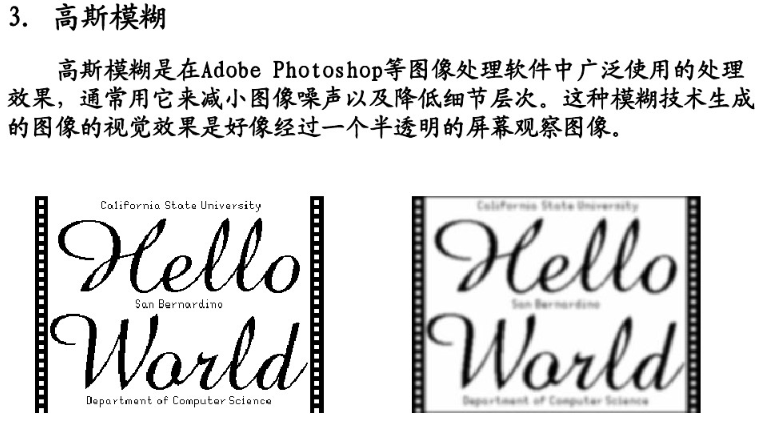 3. 高斯模糊
高斯模糊是在Adobe Photoshop等图像处理软件中广泛使用的处理
效果，通常用它来减小图像噪声以及降低细节层次。这种模糊技术生成
的图像的视觉效果是好像经过一个半透明的屏幕观察图像。
California State University
Hello
San Bernardino
World
Department of Computer Science
California State University
Hello
San Bernardino
World
Department of Computer Science